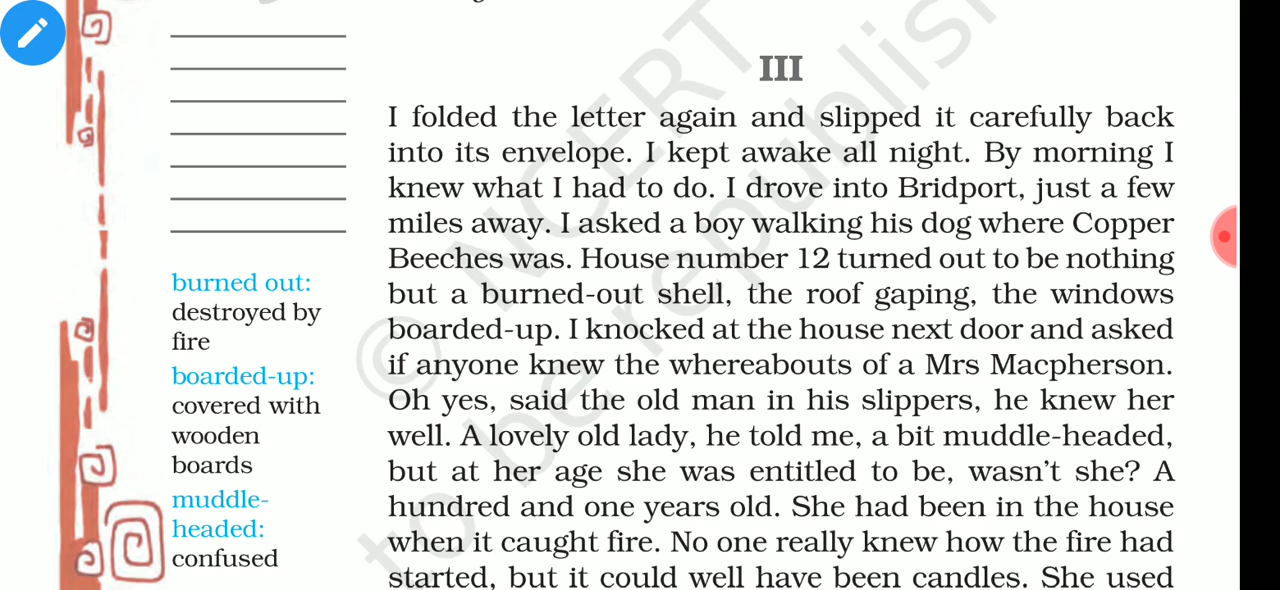 III
I folded the letter again and slipped it carefully back
into its envelope. I kept awake all night. By morning I
knew what I had to do. I drove into Bridport, just a few
miles away. I asked a boy walking his dog where Copper
Beeches was. House number 12 turned out to be nothing
but a burned-out shell, the roof gaping, the windows
boarded-up. I knocked at the house next door and asked
if anyone knew the whereabouts of a Mrs Macpherson.
Oh yes, said the old man in his slippers, he knew her
well. A lovely old lady, he told me, a bit muddle-headed,
but at her age she was entitled to be, wasn't she? A
hundred and one years old. She had been in the house
when it caught fire. No one really knew how the fire had
started, but it could well have been candles. She used
burned out:
destroyed by
fire
boarded-up:
covered with
wooden
boards
muddle-
headed:
confused
© NCERT
to be republis